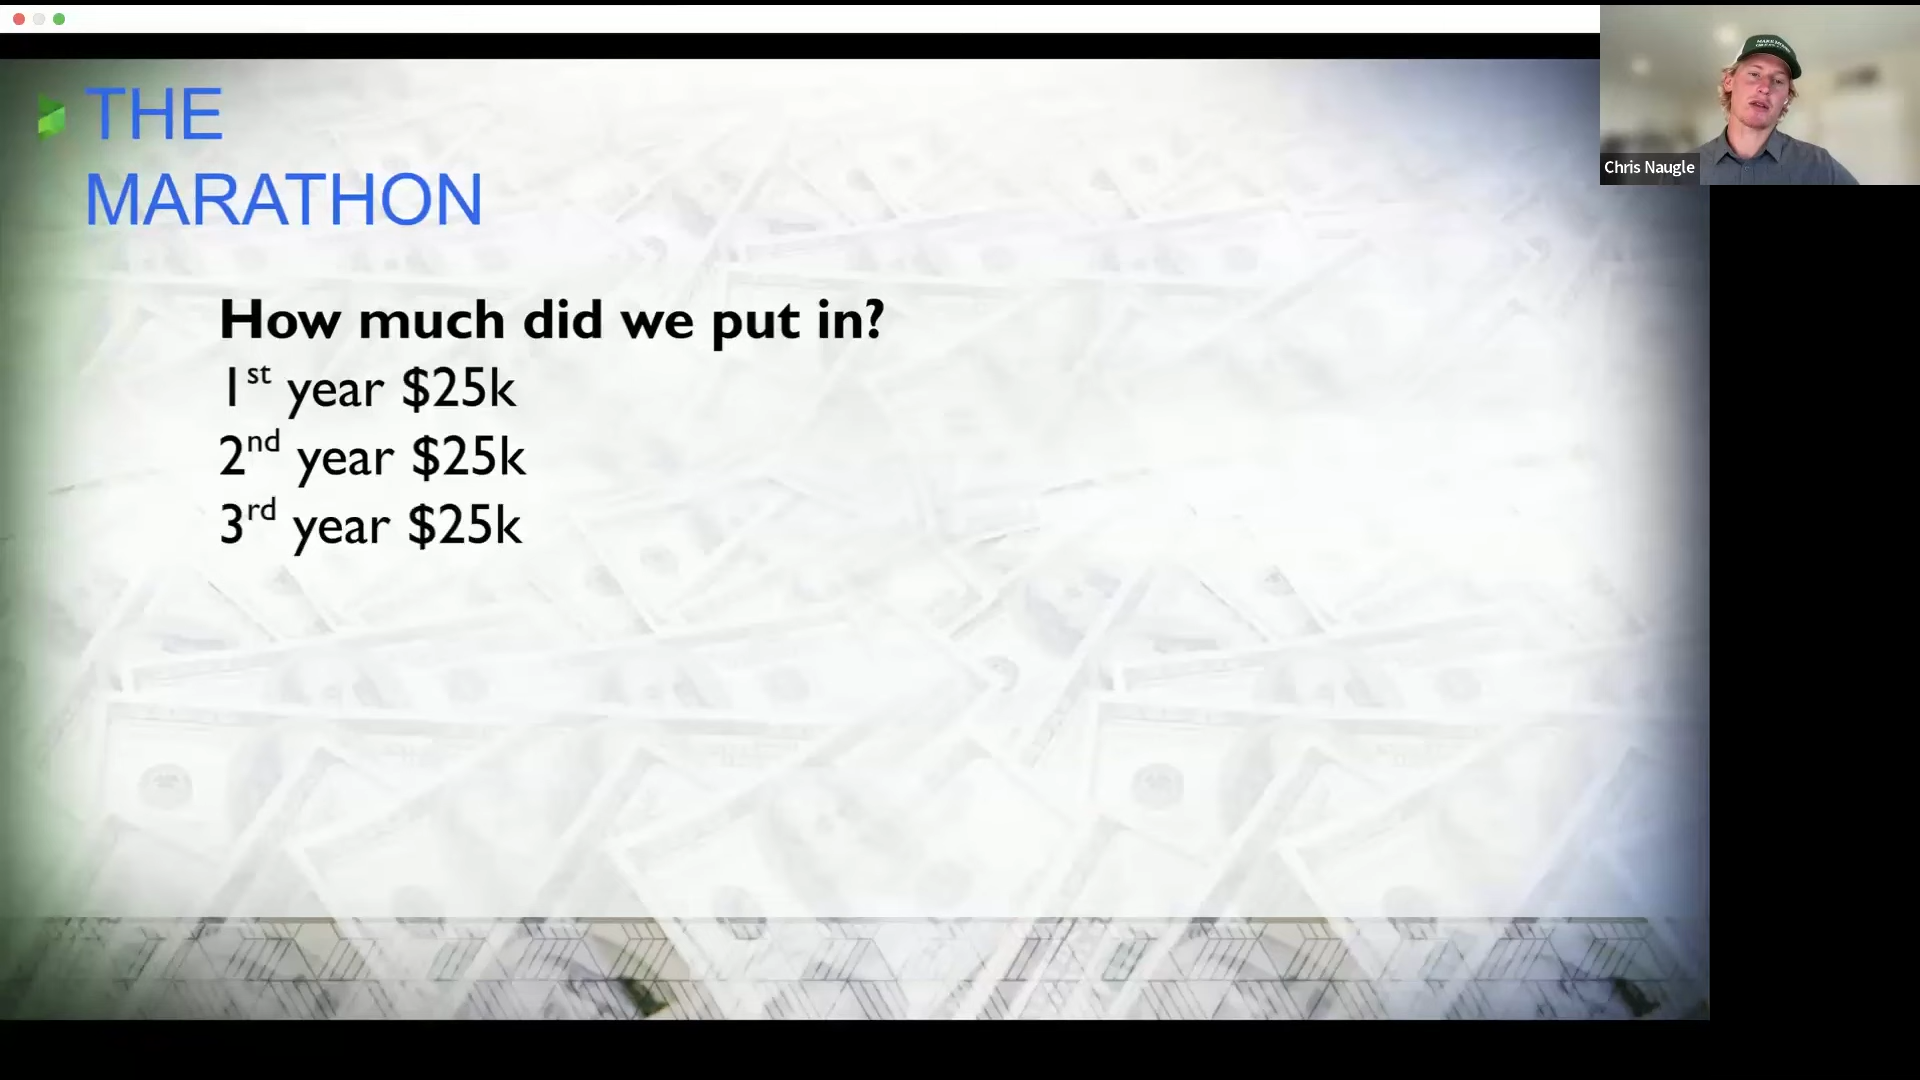 THE
MARATHON
How much did we put in?
1st year $25k
2nd year $25k
3rd year $25k
Chris Naugle